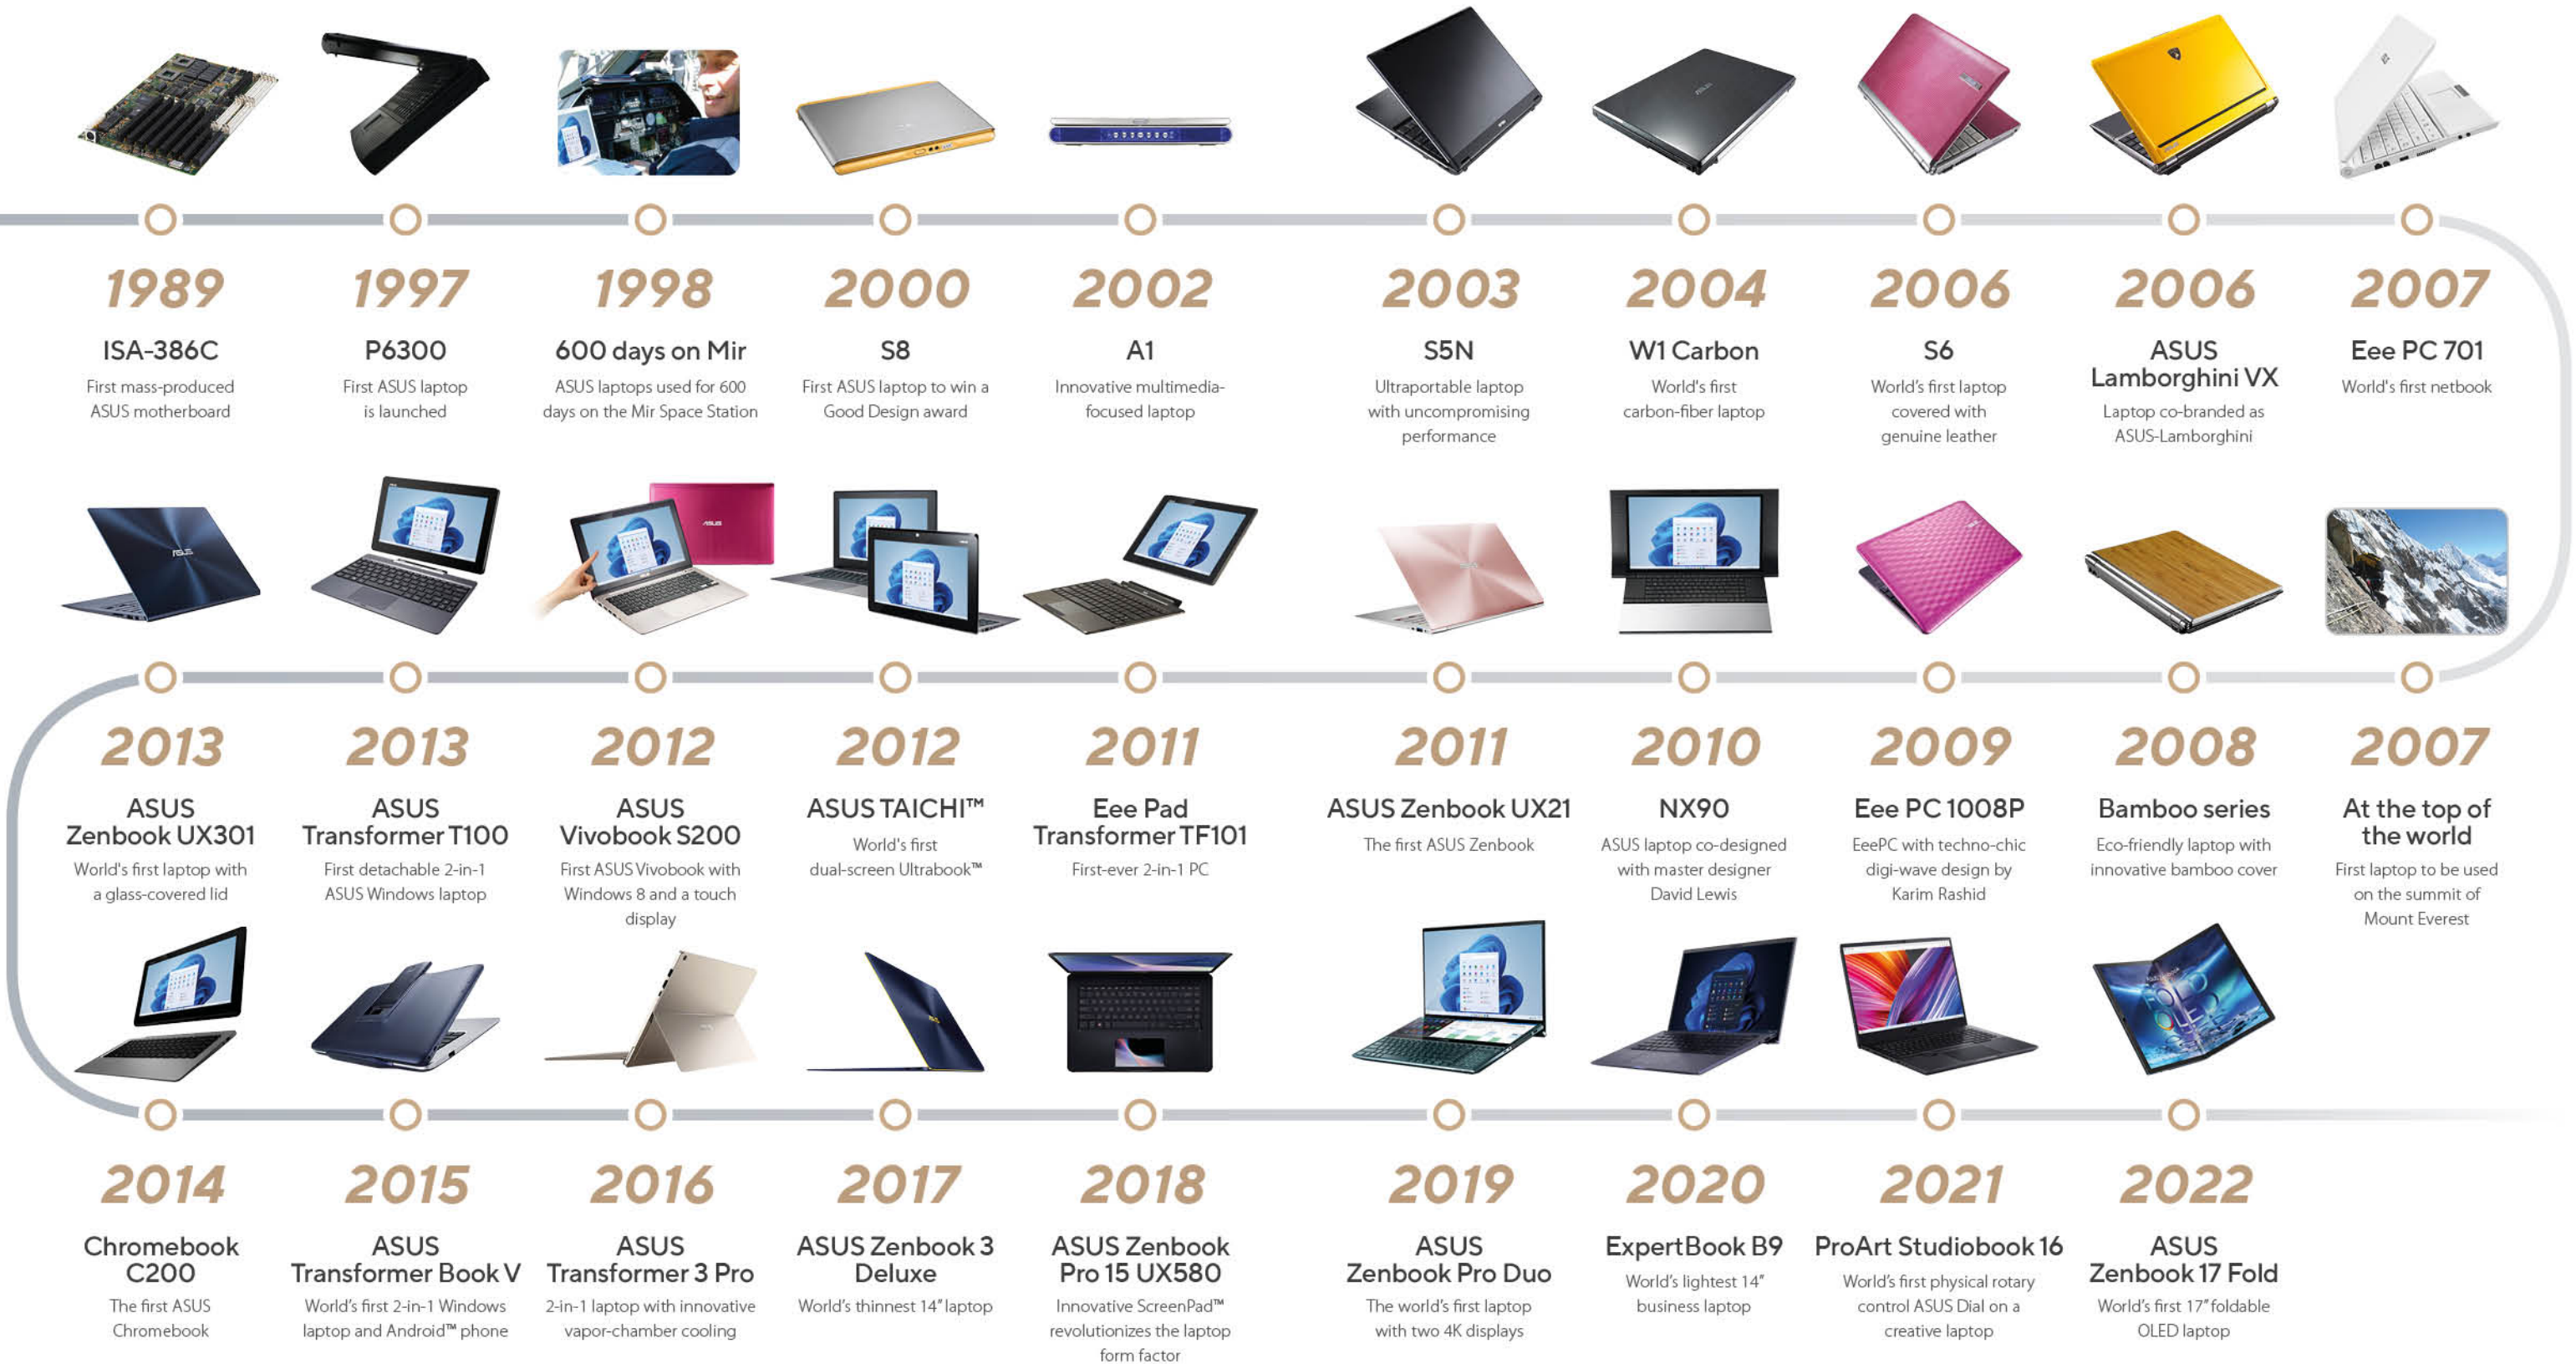 1989
ISA-386C
First mass-produced
ASUS motherboard
1997
P6300
First ASUS laptop
is launched
1998
600 days on Mir
ASUS laptops used for 600
days on the Mir Space Station
2000
S8
First ASUS laptop to win a
Good Design award
2002
A1
Innovative multimedia-
focused laptop
2003
S5N
Ultraportable laptop
with uncompromising
performance
2004
W1 Carbon
World's first
carbon-fiber laptop
2006
S6
World's first laptop
covered with
genuine leather
2006
ASUS
Lamborghini VX
Laptop co-branded as
ASUS-Lamborghini
2007
Eee PC 701
World's first netbook
2013
ASUS
Zenbook UX301
World's first laptop with
a glass-covered lid
2013
ASUS
Transformer T100
First detachable 2-in-1
ASUS Windows laptop
2012
ASUS
Vivobook S200
First ASUS Vivobook with
Windows 8 and a touch
display
2012
ASUS TAICHI™
World's first
dual-screen Ultrabook™
2011
Eee Pad
Transformer TF101
First-ever 2-in-1 PC
2011
ASUS Zenbook UX21
The first ASUS Zenbook
2010
NX90
ASUS laptop co-designed
with master designer
David Lewis
2009
Eee PC 1008P
EeePC with techno-chic
digi-wave design by
Karim Rashid
2008
Bamboo series
Eco-friendly laptop with
innovative bamboo cover
2007
At the top of
the world
First laptop to be used
on the summit of
Mount Everest
2014
Chromebook
C200
The first ASUS
Chromebook
2015
ASUS
Transformer Book V
World's first 2-in-1 Windows
laptop and Android™ phone
2016
ASUS
Transformer 3 Pro
2-in-1 laptop with innovative
vapor-chamber cooling
2017
ASUS Zenbook 3
Deluxe
World's thinnest 14" laptop
2018
ASUS Zenbook
Pro 15 UX580
Innovative ScreenPad™
revolutionizes the laptop
form factor
2019
ASUS
Zenbook Pro Duo
The world's first laptop
with two 4K displays
2020
ExpertBook B9
World's lightest 14"
business laptop
2021
ProArt Studiobook 16
World's first physical rotary
control ASUS Dial on a
creative laptop
2022
ASUS
Zenbook 17 Fold
World's first 17" foldable
OLED laptop